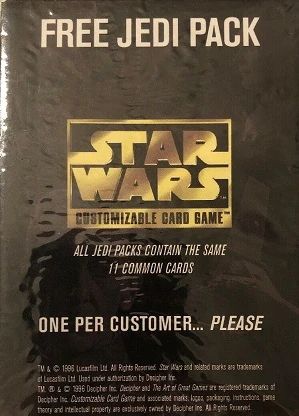 FREE JEDI PACK
STAR
WARS
CUSTOMIZABLE CARD GAME™
ALL JEDI PACKS CONTAIN THE SAME
11 COMMON CARDS
ONE PER CUSTOMER... PLEASE
TM & © 1996 Lucasfilm Ltd. All Rights Reserved. Star Wars and related marks are trademarks
of Lucasfilm Ltd. Used under authorization by Decipher Inc.
TM, ® & © 1996 Decipher Inc. Decipher and The Art of Great Games are registered trademarks of
Decipher Inc. Customizable Card Game and associated marks, logos, packaging, instructions, game
theory and intellectual property are exclusively owned by Decipher Inc. All Rights Reserved.